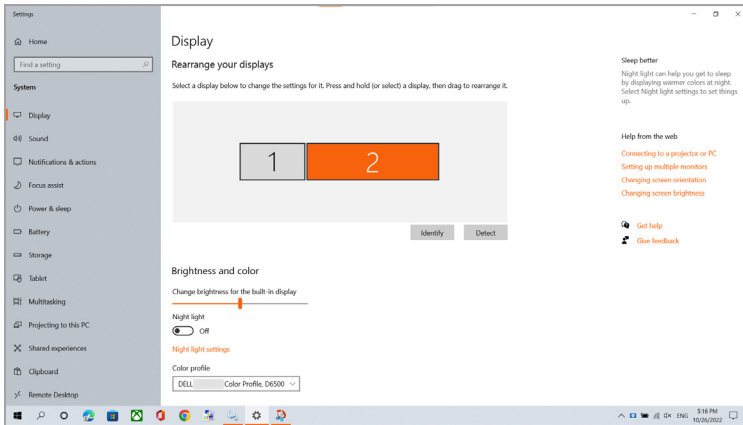 Settings
Home
Find a setting
System
Display
Sound
Notifications & actions
Focus assist
Power & sleep
Battery
Storage
Tablet
Multitasking
Projecting to this PC
Shared experiences
Clipboard
Remote Desktop
Display
Rearrange your displays
Select a display below to change the settings for it. Press and hold (or select) a display, then drag to rearrange it.
1
2
Identify
Detect
Brightness and color
Change brightness for the built-in display
Night light
Off
Night light settings
Color profile
DELL Color Profile, D6500
Sleep better
Night light can help you get to sleep
by displaying warmer colors at night.
Select Night light settings to set things
up.
Help from the web
Connecting to a projector or PC
Setting up multiple monitors
Changing screen orientation
Changing screen brightness
Get help
Give feedback
ENG
5:16 PM
10/26/2022